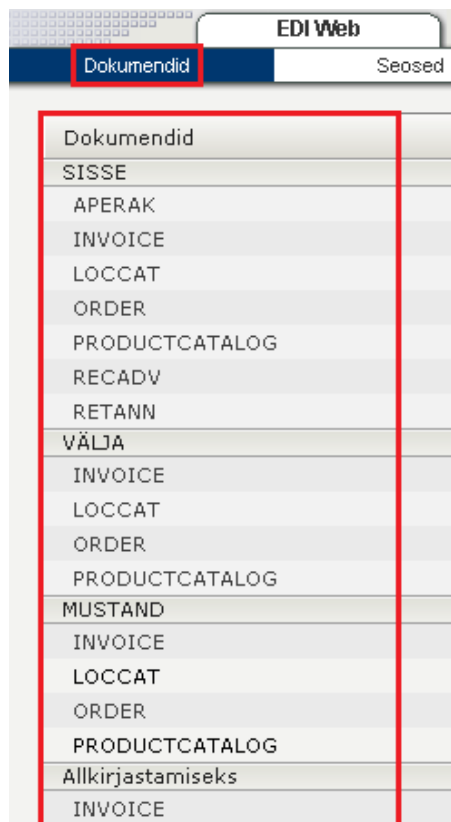 EDI Web
Dokumendid Seosed
Dokumendid
SISSE
APERAK
INVOICE
LOCCAT
ORDER
PRODUCTCATALOG
RECADV
RETANN
VÄLJA
INVOICE
LOCCAT
ORDER
PRODUCTCATALOG
MUSTAND
INVOICE
LOCCAT
ORDER
PRODUCTCATALOG
Allkirjastamiseks
INVOICE